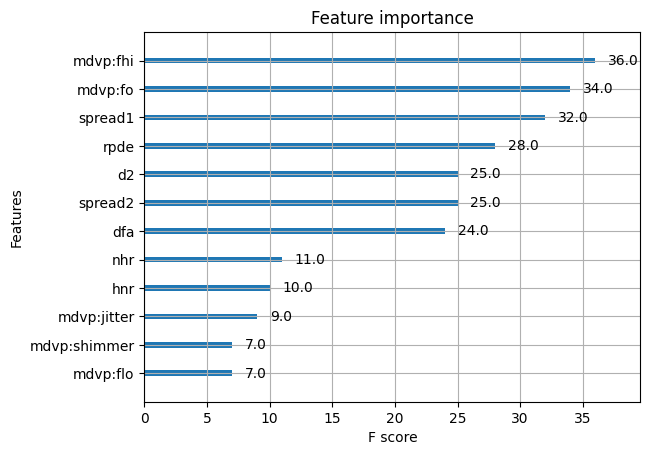 Feature importance
mdvp:fhi 36.0
mdvp:fo 34.0
spread1 32.0
rpde 28.0
d2 25.0
spread2 25.0
dfa 24.0
nhr 11.0
hnr 10.0
mdvp:jitter 9.0
mdvp:shimmer 7.0
mdvp:flo 7.0
Features
0 5 10 15 20 25 30 35
F score